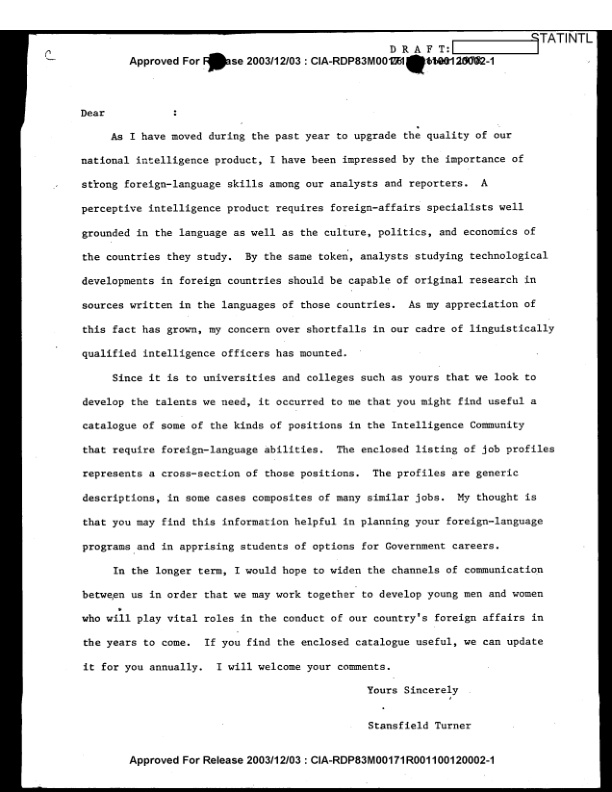 C
STATINTL
D R A F T:
Approved For Release 2003/12/03 : CIA-RDP83M00171R001100120002-1
Dear :
As I have moved during the past year to upgrade the quality of our
national intelligence product, I have been impressed by the importance of
strong foreign-language skills among our analysts and reporters. A
perceptive intelligence product requires foreign-affairs specialists well
grounded in the language as well as the culture, politics, and economics of
the countries they study. By the same token, analysts studying technological
developments in foreign countries should be capable of original research in
sources written in the languages of those countries. As my appreciation of
this fact has grown, my concern over shortfalls in our cadre of linguistically
qualified intelligence officers has mounted.
Since it is to universities and colleges such as yours that we look to
develop the talents we need, it occurred to me that you might find useful a
catalogue of some of the kinds of positions in the Intelligence Community
that require foreign-language abilities. The enclosed listing of job profiles
represents a cross-section of those positions. The profiles are generic
descriptions, in some cases composites of many similar jobs. My thought is
that you may find this information helpful in planning your foreign-language
programs and in apprising students of options for Government careers.
In the longer term, I would hope to widen the channels of communication
between us in order that we may work together to develop young men and women
who will play vital roles in the conduct of our country's foreign affairs in
the years to come. If you find the enclosed catalogue useful, we can update
it for you annually. I will welcome your comments.
Yours Sincerely
Stansfield Turner
Approved For Release 2003/12/03 : CIA-RDP83M00171R001100120002-1